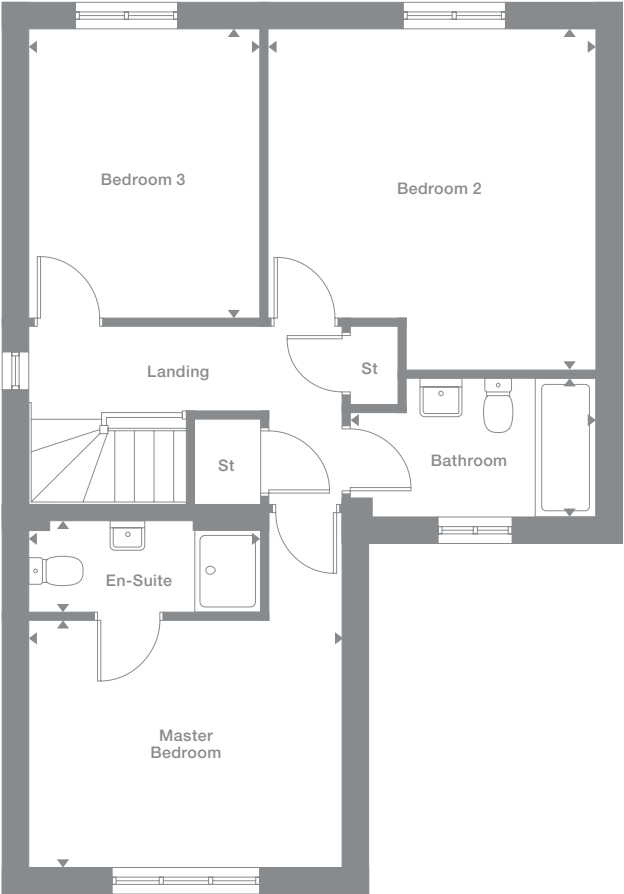 Bedroom 3
Bedroom 2
Landing
St
St
Bathroom
En-Suite
Master
Bedroom